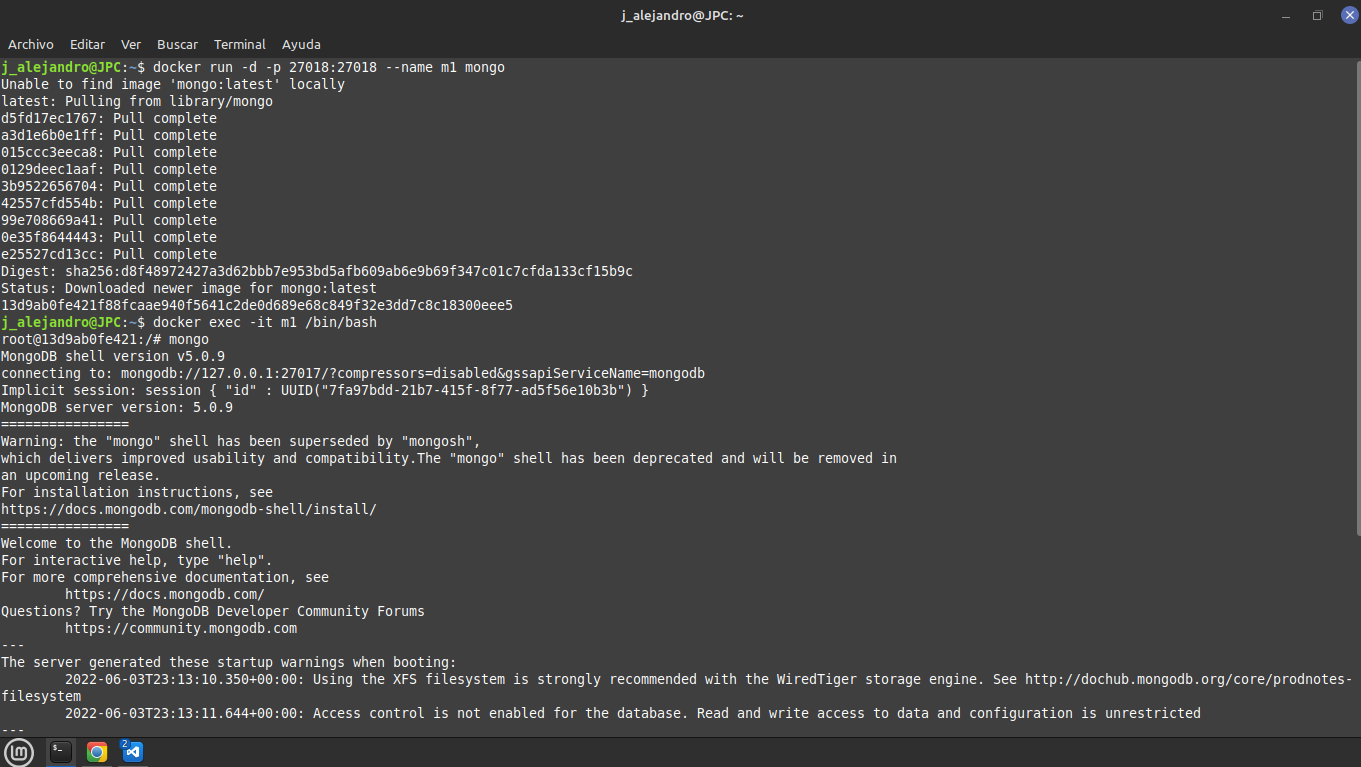 j_alejandro@JPC: ~
Archivo Editar Ver Buscar Terminal Ayuda
j_alejandro@JPC:~$ docker run -d -p 27018:27018 --name m1 mongo
Unable to find image 'mongo:latest' locally
latest: Pulling from library/mongo
d5fd17ec1767: Pull complete
a3d1e6b0e1ff: Pull complete
015ccc3eeca8: Pull complete
0129deec1aaf: Pull complete
3b9522656704: Pull complete
42557cfd554b: Pull complete
99e708669a41: Pull complete
0e35f8644443: Pull complete
e25527cd13cc: Pull complete
Digest: sha256:d8f48972427a3d62bbb7e953bd5afb609ab6e9b69f347c01c7cfda133cf15b9c
Status: Downloaded newer image for mongo:latest
13d9ab0fe421f88fcaae940f5641c2de0d689e68c849f32e3dd7c8c18300eee5
j_alejandro@JPC:~$ docker exec -it m1 /bin/bash
root@13d9ab0fe421:/# mongo
MongoDB shell version v5.0.9
connecting to: mongodb://127.0.0.1:27017/?compressors=disabled&gssapiServiceName=mongodb
Implicit session: session { "id" : UUID("7fa97bdd-21b7-415f-8f77-ad5f56e10b3b") }
MongoDB server version: 5.0.9
================
Warning: the "mongo" shell has been superseded by "mongosh",
which delivers improved usability and compatibility.The "mongo" shell has been deprecated and will be removed in
an upcoming release.
For installation instructions, see
https://docs.mongodb.com/mongodb-shell/install/
================
Welcome to the MongoDB shell.
For interactive help, type "help".
For more comprehensive documentation, see
https://docs.mongodb.com/
Questions? Try the MongoDB Developer Community Forums
https://community.mongodb.com
---
The server generated these startup warnings when booting:
2022-06-03T23:13:10.350+00:00: Using the XFS filesystem is strongly recommended with the WiredTiger storage engine. See http://dochub.mongodb.org/core/prodnotes-
filesystem
2022-06-03T23:13:11.644+00:00: Access control is not enabled for the database. Read and write access to data and configuration is unrestricted
---
$_
2